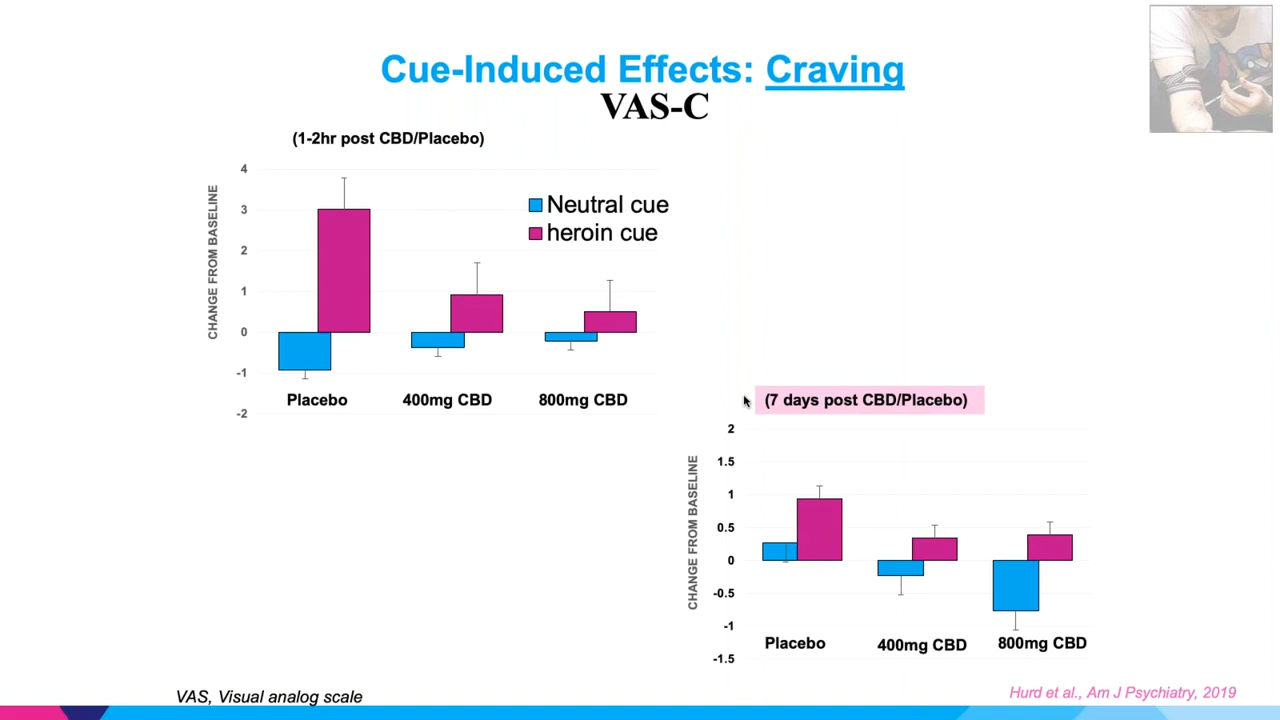 Cue-Induced Effects: Craving
VAS-C
(1-2hr post CBD/Placebo)
CHANGE FROM BASELINE
4
3
2
1
0
-1
-2
Neutral cue
heroin cue
Placebo
400mg CBD
800mg CBD
(7 days post CBD/Placebo)
CHANGE FROM BASELINE
2
1.5
1
0.5
0
-0.5
-1
-1.5
Placebo
400mg CBD
800mg CBD
VAS, Visual analog scale
Hurd et al., Am J Psychiatry, 2019